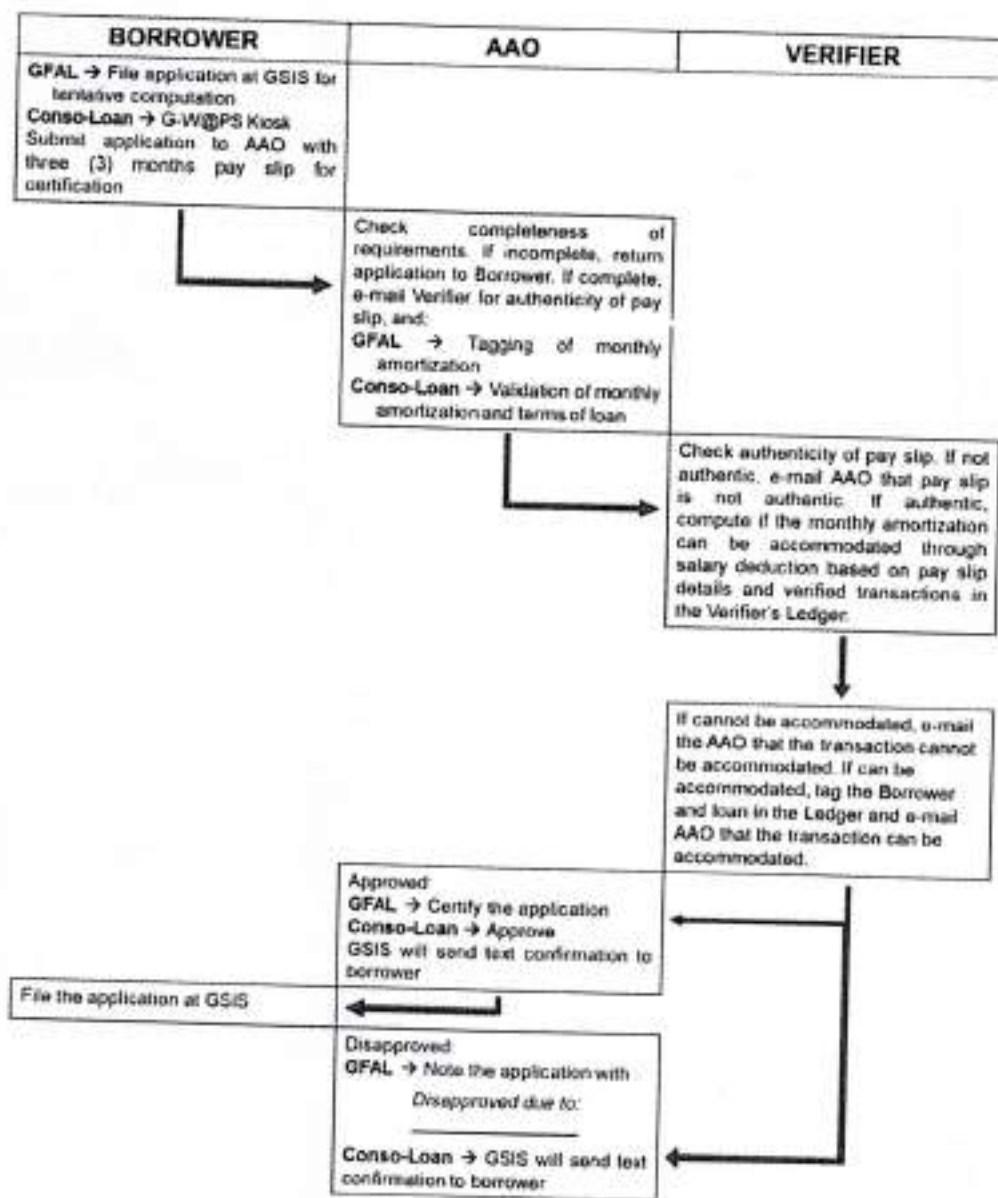 BORROWER
AAO
VERIFIER
GFAL → File application at GSIS for
tentative computation
Conso-Loan → G-W@PS Kiosk
Submit application to AAO with
three (3) months pay slip for
certification
Check completeness of
requirements. If incomplete, return
application to Borrower. If complete,
e-mail Verifier for authenticity of pay
slip, and:
GFAL → Tagging of monthly
amortization
Conso-Loan → Validation of monthly
amortization and terms of loan
Check authenticity of pay slip. If not
authentic, e-mail AAO that pay slip
is not authentic. If authentic,
compute if the monthly amortization
can be accommodated through
salary deduction based on pay slip
details and verified transactions in
the Verifier's Ledger.
If cannot be accommodated, e-mail
the AAO that the transaction cannot
be accommodated. If can be
accommodated, tag the Borrower
and loan in the Ledger and e-mail
AAO that the transaction can be
accommodated.
Approved:
GFAL → Certify the application
Conso-Loan → Approve
GSIS will send text confirmation to
borrower
File the application at GSIS
Disapproved:
GFAL → Note the application with
Disapproved due to:
Conso-Loan → GSIS will send text
confirmation to borrower